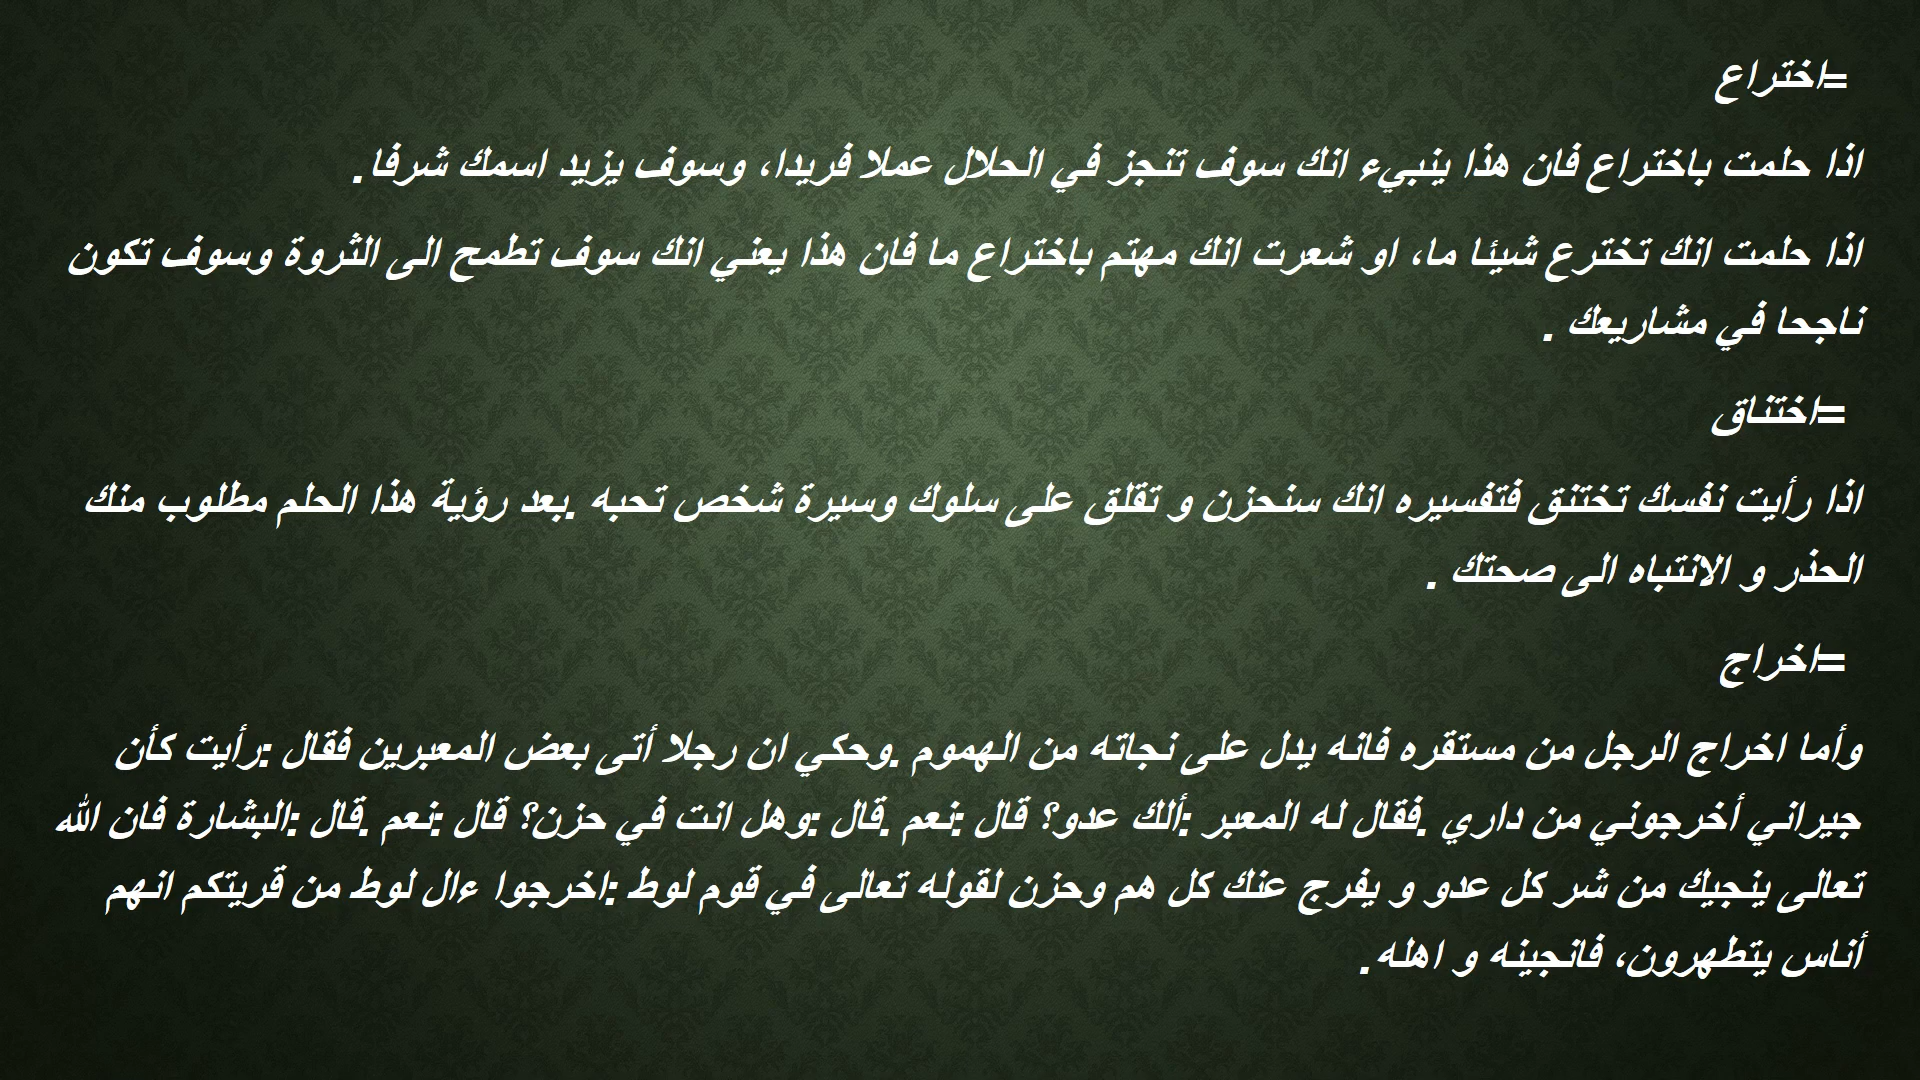 =اختراع
اذا حلمت باختراع فان هذا ينبيء انك سوف تنجز في الحلال عملا فريدا، وسوف يزيد اسمك شرفا.
اذا حلمت انك تخترع شيئا ما، او شعرت انك مهتم باختراع ما فان هذا يعني انك سوف تطمح الى الثروة وسوف تكون
ناجحا في مشاريعك .
=اختناق
اذا رأيت نفسك تختنق فتفسيره انك سنحزن و تقلق على سلوك وسيرة شخص تحبه .بعد رؤية هذا الحلم مطلوب منك
الحذر و الانتباه الى صحتك .
=اخراج
وأما اخراج الرجل من مستقره فانه يدل على نجاته من الهموم .وحكي ان رجلا أتى بعض المعبرين فقال :رأيت كأن
جيراني أخرجوني من داري .فقال له المعبر :ألك عدو؟ قال :نعم .قال :وهل انت في حزن؟ قال :نعم .قال :البشارة فان الله
تعالى ينجيك من شر كل عدو و يفرج عنك كل هم وحزن لقوله تعالى في قوم لوط :اخرجوا ءال لوط من قريتكم انهم
أناس يتطهرون، فانجينه و اهله.